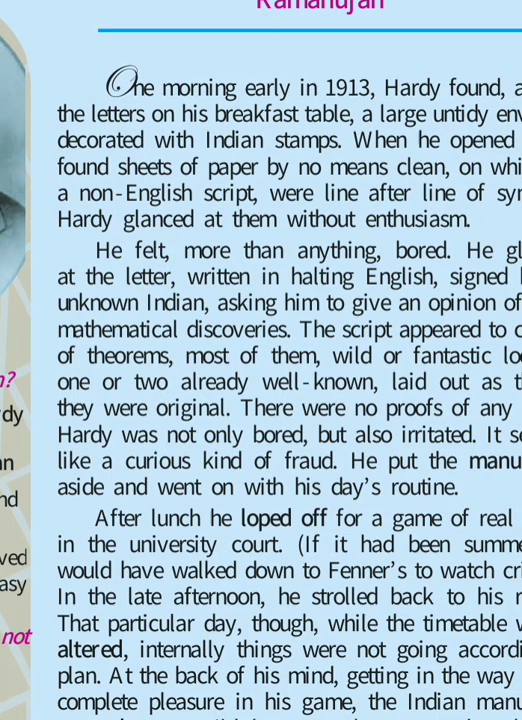 Ramanujan
One morning early in 1913, Hardy found, a
the letters on his breakfast table, a large untidy env
decorated with Indian stamps. When he opened
found sheets of paper by no means clean, on whi
a non-English script, were line after line of syn
Hardy glanced at them without enthusiasm.
He felt, more than anything, bored. He gl
at the letter, written in halting English, signed
unknown Indian, asking him to give an opinion of
mathematical discoveries. The script appeared to c
of theorems, most of them, wild or fantastic lo
one or two already well-known, laid out as t
they were original. There were no proofs of any
Hardy was not only bored, but also irritated. It se
like a curious kind of fraud. He put the manu
aside and went on with his day's routine.
After lunch he loped off for a game of real
in the university court. (If it had been summe
would have walked down to Fenner's to watch cri
In the late afternoon, he strolled back to his r
That particular day, though, while the timetable w
altered, internally things were not going accordi
plan. At the back of his mind, getting in the way
complete pleasure in his game, the Indian manu
n?
dy
n
nd
ved
asy
not